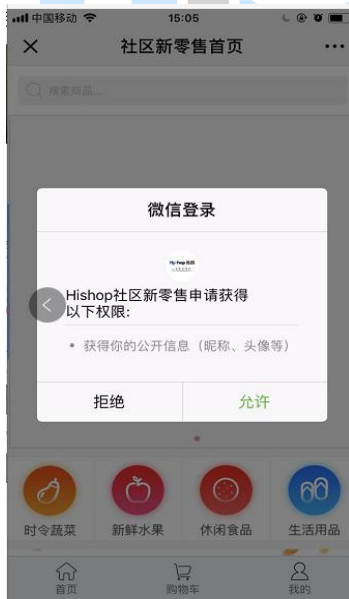 中国移动
15:05
社区新零售首页
搜索商品...
微信登录
Hishop社区新零售申请获得
以下权限:
• 获得你的公开信息（昵称、头像等）
拒绝
允许
时令蔬菜
新鲜水果
休闲食品
生活用品
首页
购物车
我的